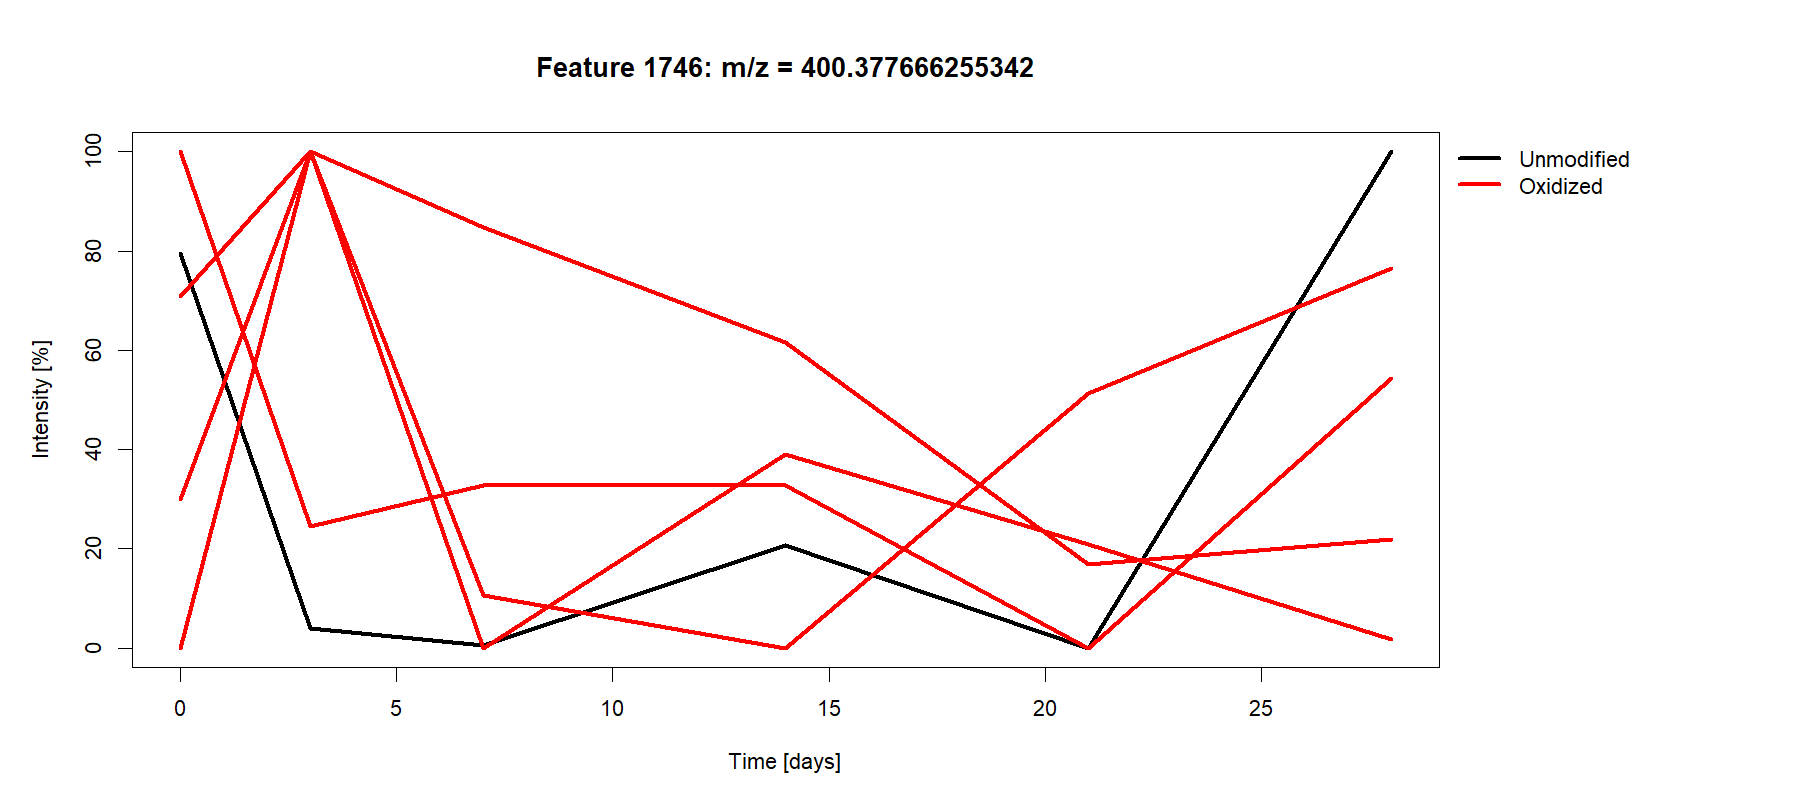 Feature 1746: m/z = 400.377666255342
Unmodified
Oxidized
Intensity [%]
100
80
60
40
20
0
0 5 10 15 20 25
Time [days]